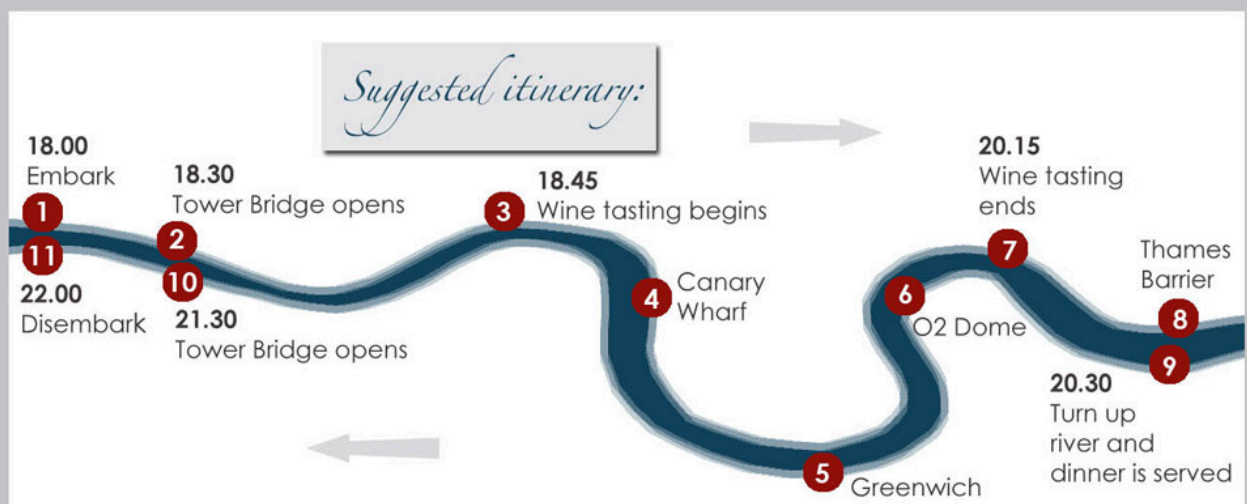 Suggested itinerary:
18.00
Embark
1
11
22.00
Disembark
18.30
Tower Bridge opens
2
10
21.30
Tower Bridge opens
3
18.45
Wine tasting begins
4
Canary
Wharf
5
Greenwich
6
O2 Dome
20.15
Wine tasting
ends
7
Thames
Barrier
8
9
20.30
Turn up
river and
dinner is served